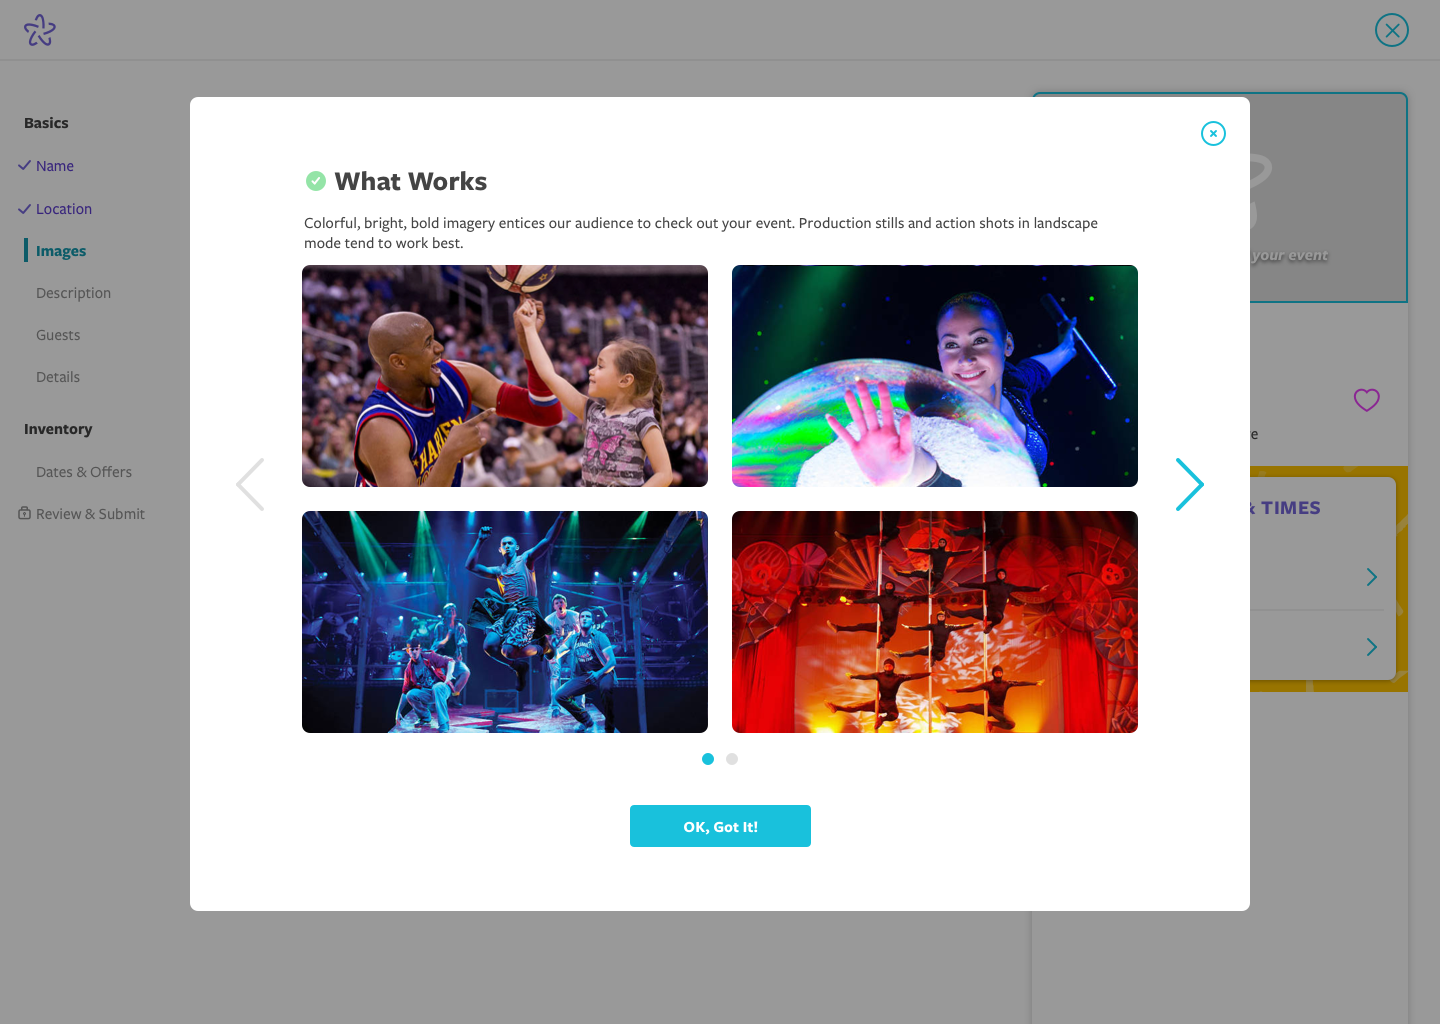 Basics
Name
Location
Images
Description
Guests
Details
Inventory
Dates & Offers
Review & Submit
What Works
Colorful, bright, bold imagery entices our audience to check out your event. Production stills and action shots in landscape
mode tend to work best.
OK, Got It!
your event
& TIMES